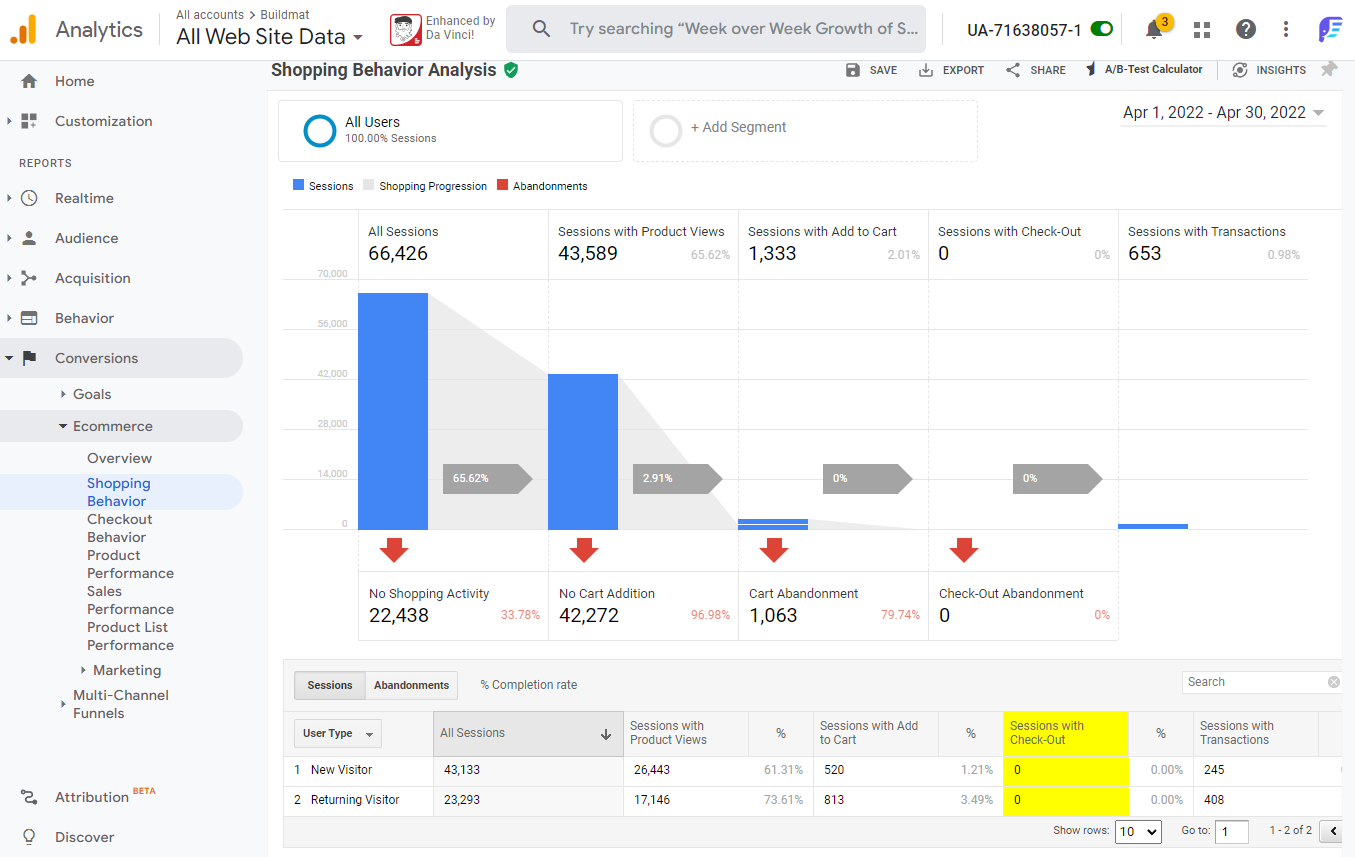 Analytics
All accounts > Buildmat
All Web Site Data
Enhanced by
Da Vinci!
Try searching “Week over Week Growth of S...
UA-71638057-1
3
Home
Customization
REPORTS
Realtime
Audience
Acquisition
Behavior
Conversions
Goals
Ecommerce
Overview
Shopping
Behavior
Checkout
Behavior
Product
Performance
Sales
Performance
Product List
Performance
Marketing
Multi-Channel
Funnels
Attribution BETA
Discover
Shopping Behavior Analysis
SAVE
EXPORT
SHARE
A/B-Test Calculator
INSIGHTS
All Users
100.00% Sessions
+ Add Segment
Apr 1, 2022 - Apr 30, 2022
Sessions
Shopping Progression
Abandonments
All Sessions
66,426
Sessions with Product Views
43,589
65.62%
Sessions with Add to Cart
1,333
2.01%
Sessions with Check-Out
0
0%
Sessions with Transactions
653
0.98%
70,000
56,000
42,000
28,000
14,000
0
65.62%
2.91%
0%
0%
No Shopping Activity
22,438
33.78%
No Cart Addition
42,272
96.98%
Cart Abandonment
1,063
79.74%
Check-Out Abandonment
0
0%
Sessions
Abandonments
% Completion rate
Search
User Type
All Sessions
Sessions with
Product Views
%
Sessions with Add
to Cart
%
Sessions with
Check-Out
%
Sessions with
Transactions
1 New Visitor 43,133 26,443 61.31% 520 1.21% 0 0.00% 245
2 Returning Visitor 23,293 17,146 73.61% 813 3.49% 0 0.00% 408
Show rows: 10 Go to: 1 1 - 2 of 2